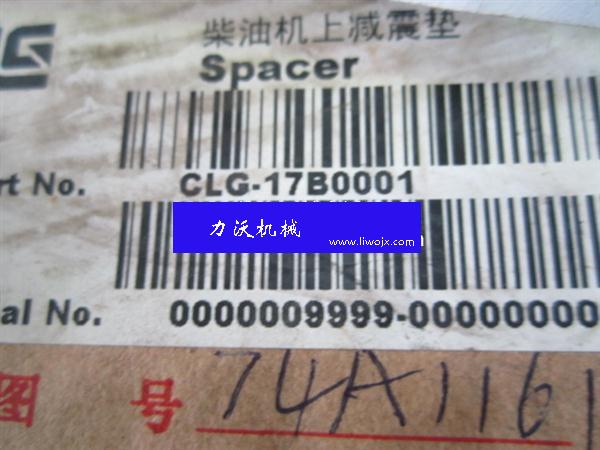 柴油机上减震垫
Spacer
rt No. CLG-17B0001
力沃机械
www.liwojx.com
al No. 0000009999-00000000
图 号 74A1161